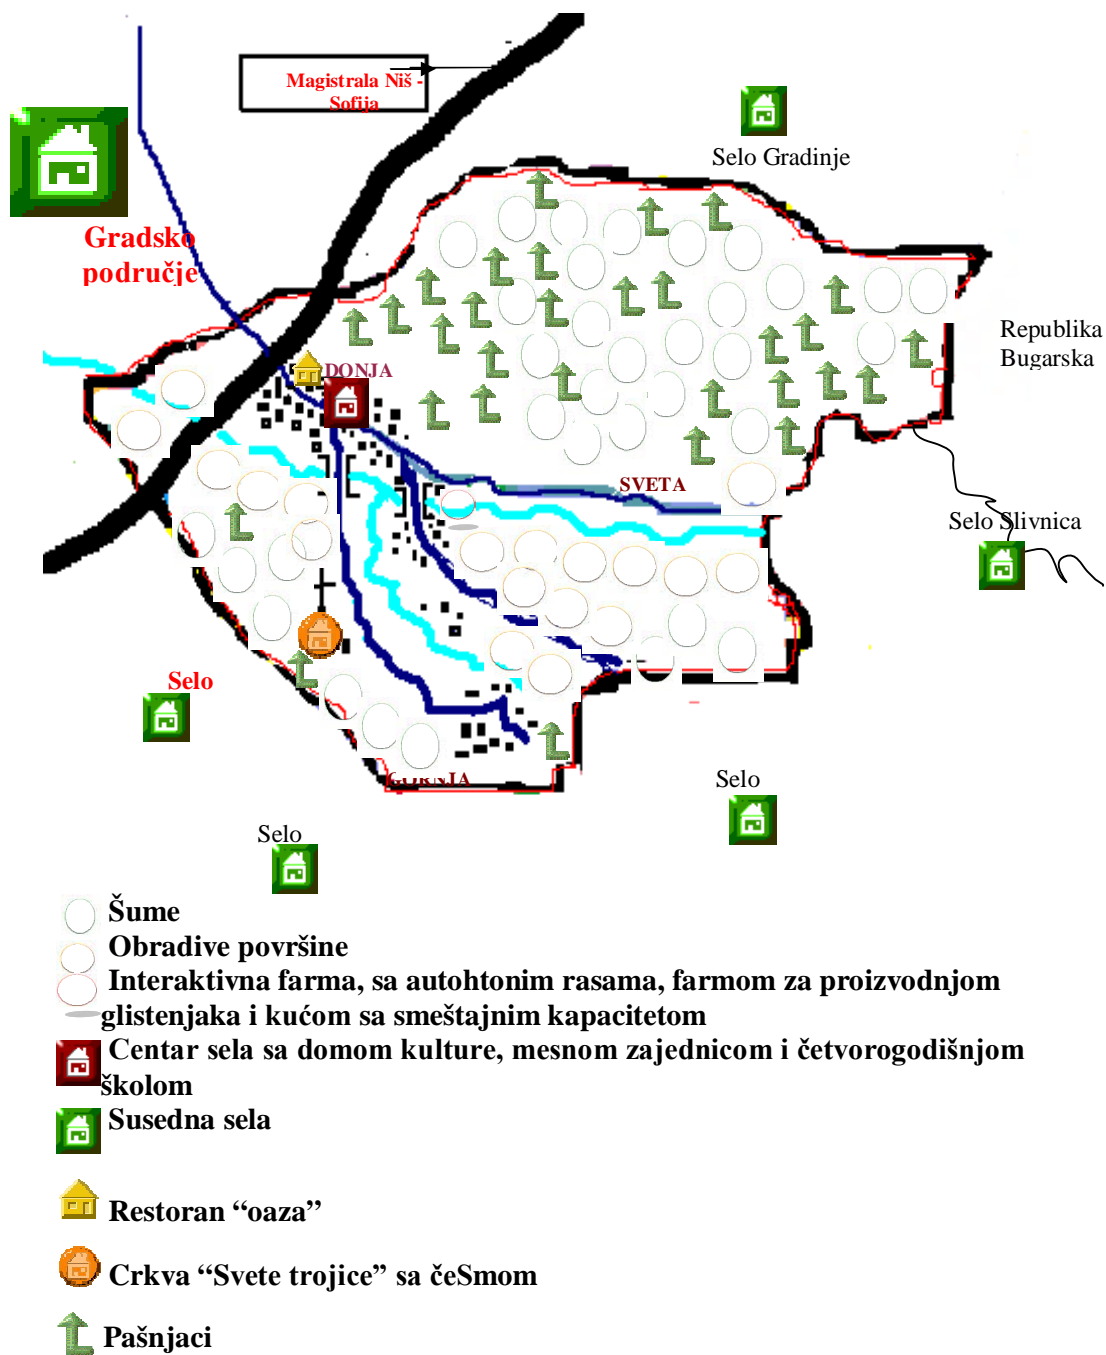 Magistrala Niš -
Sofija
Selo Gradinje
Gradsko
područje
Republika
Bugarska
DONJA
SVETA
Selo Slivnica
Selo
GORNJA
Selo
Selo
Šume
Obradive površine
Interaktivna farma, sa autohtonim rasama, farmom za proizvodnjom
glistenjaka i kućom sa smeštajnim kapacitetom
Centar sela sa domom kulture, mesnom zajednicom i četvorogodišnjom
školom
Susedna sela
Restoran “oaza”
Crkva “Svete trojice” sa čeSmom
Pašnjaci